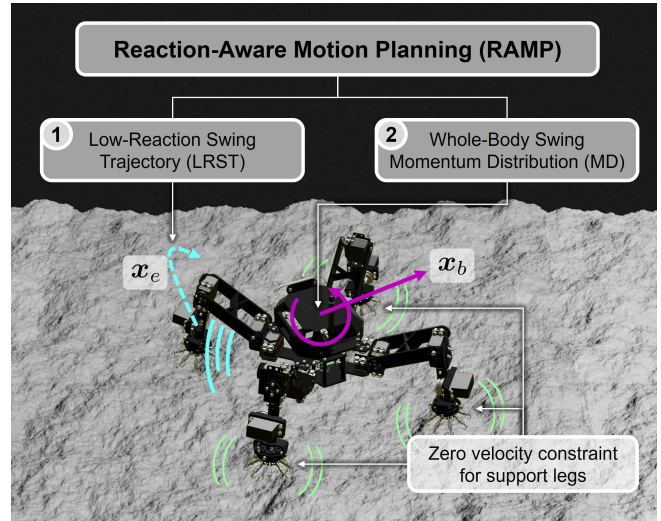 Reaction-Aware Motion Planning (RAMP)
1
Low-Reaction Swing
Trajectory (LRST)
2
Whole-Body Swing
Momentum Distribution (MD)
xₑ
x_b
Zero velocity constraint
for support legs